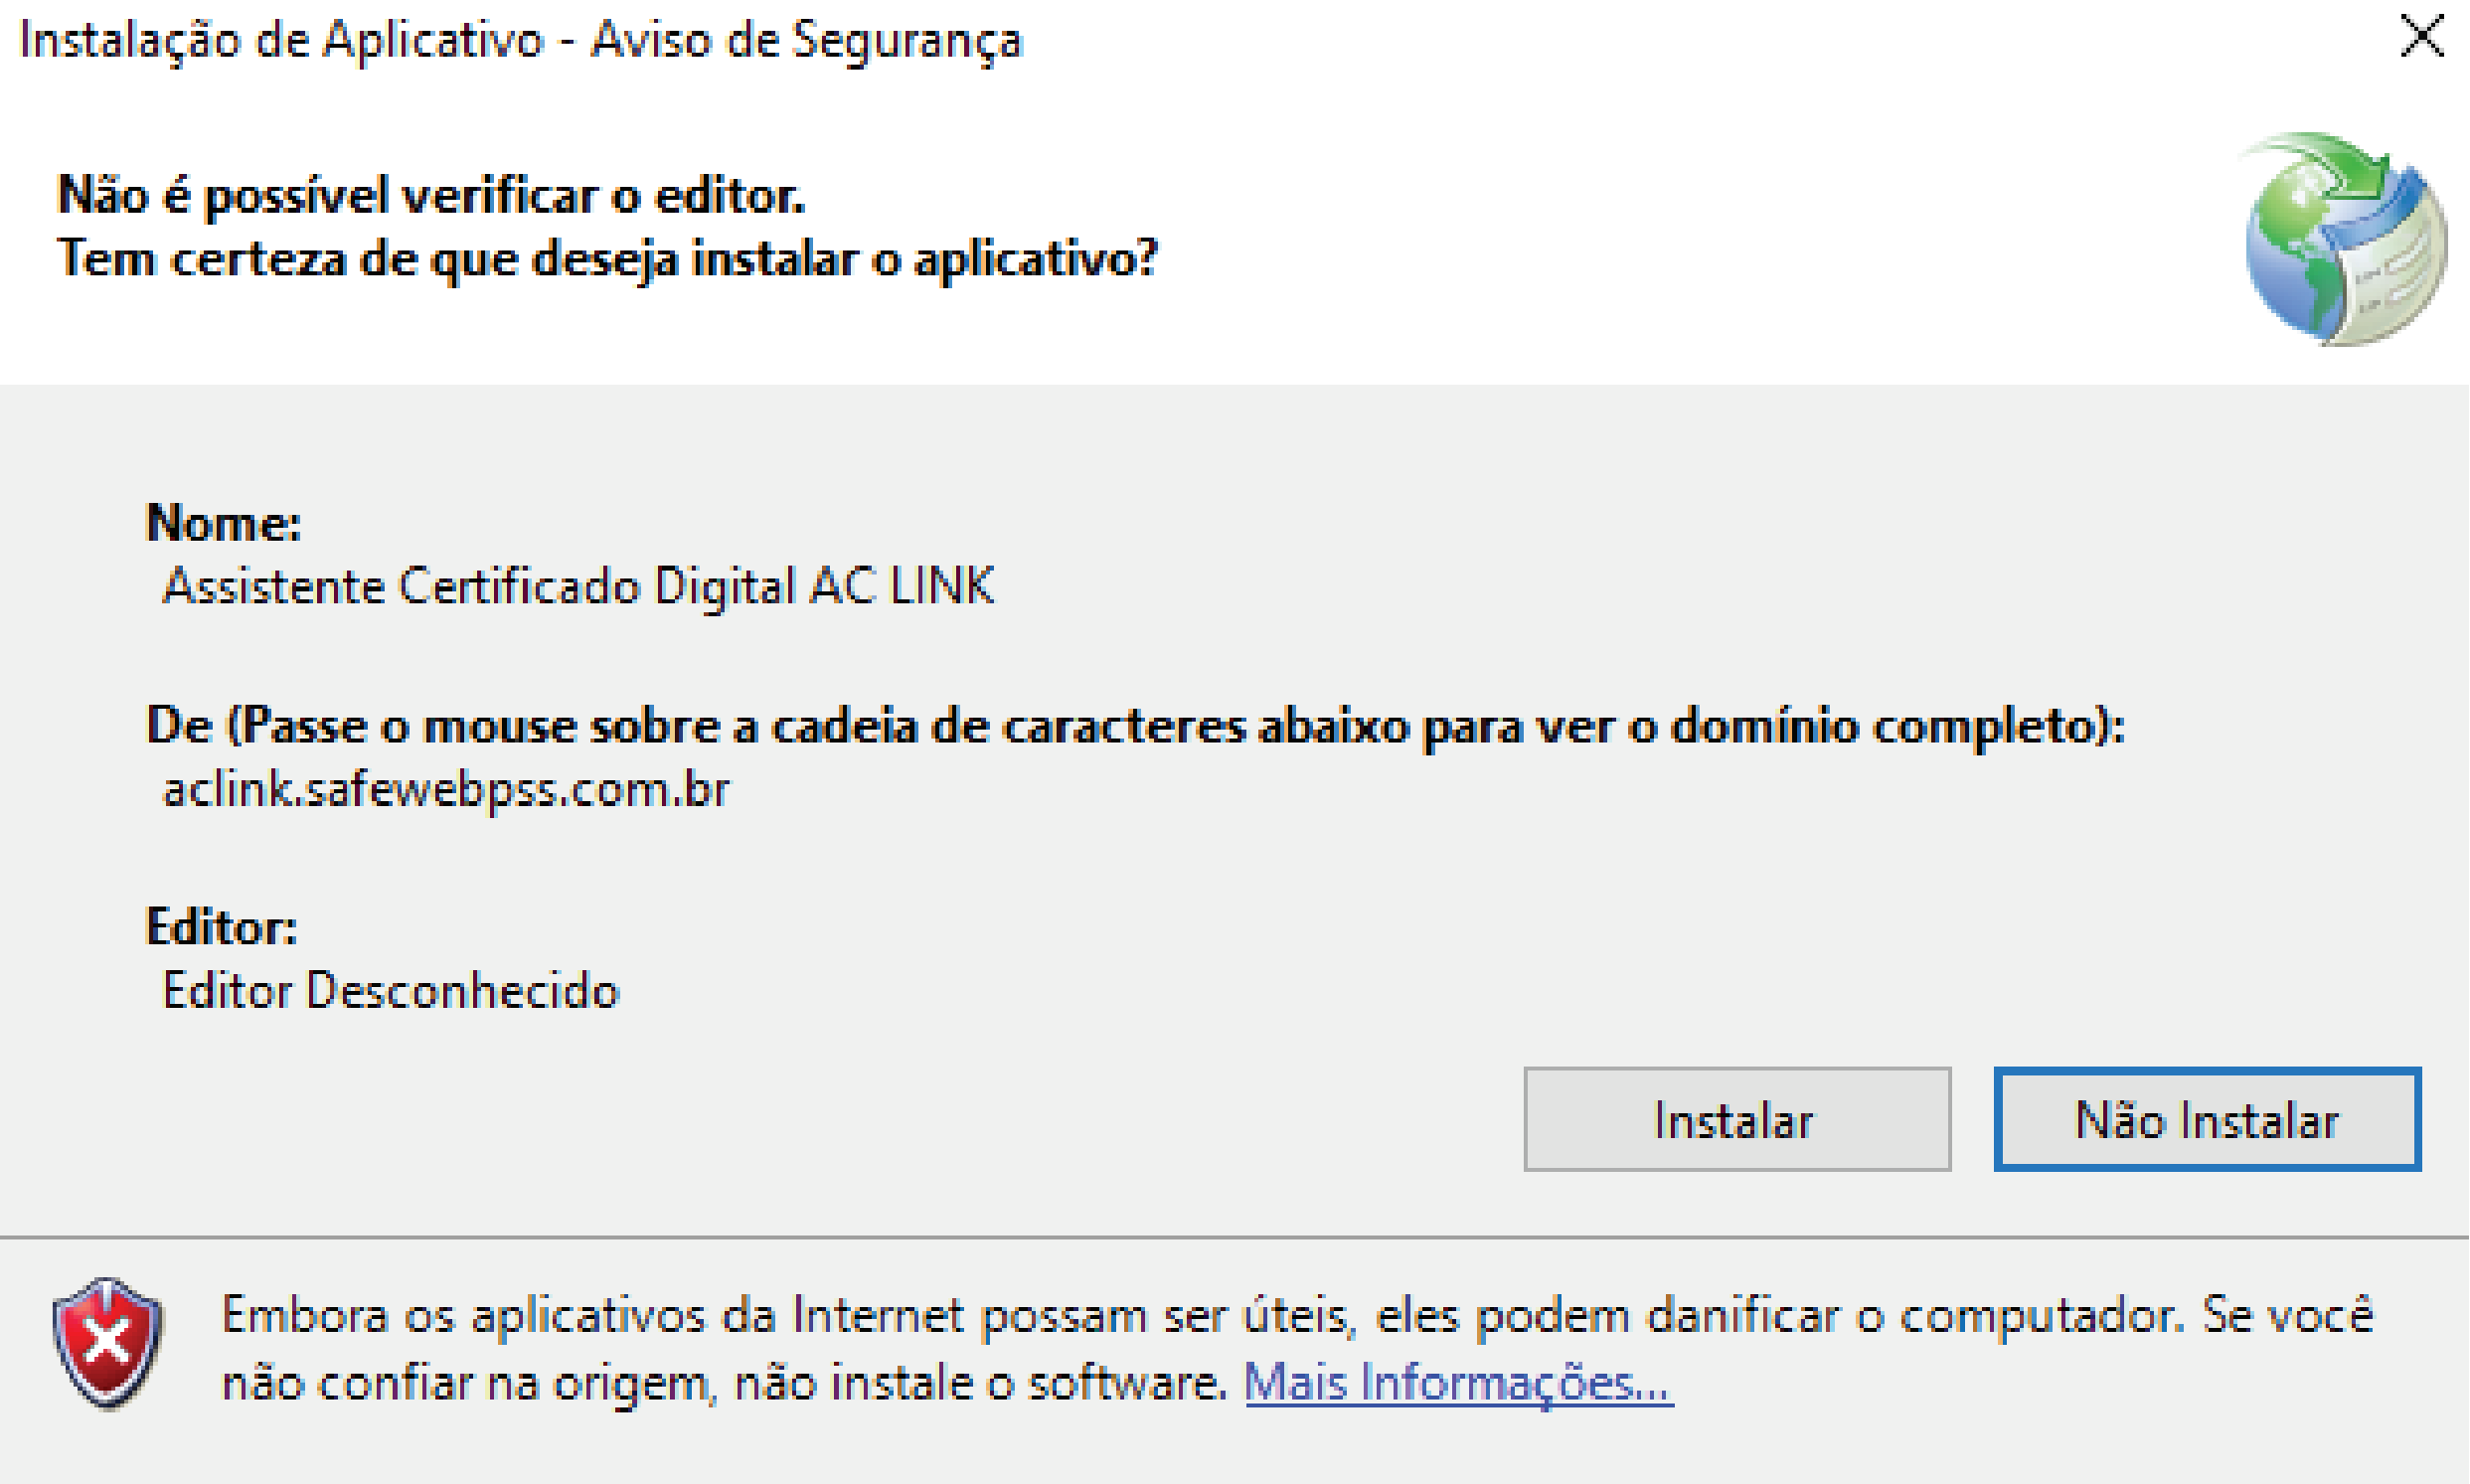 Instalação de Aplicativo - Aviso de Segurança
Não é possível verificar o editor.
Tem certeza de que deseja instalar o aplicativo?
Nome:
Assistente Certificado Digital AC LINK
De (Passe o mouse sobre a cadeia de caracteres abaixo para ver o domínio completo):
aclink.safewebpss.com.br
Editor:
Editor Desconhecido
Instalar
Não Instalar
Embora os aplicativos da Internet possam ser úteis, eles podem danificar o computador. Se você
não confiar na origem, não instale o software. Mais Informações...